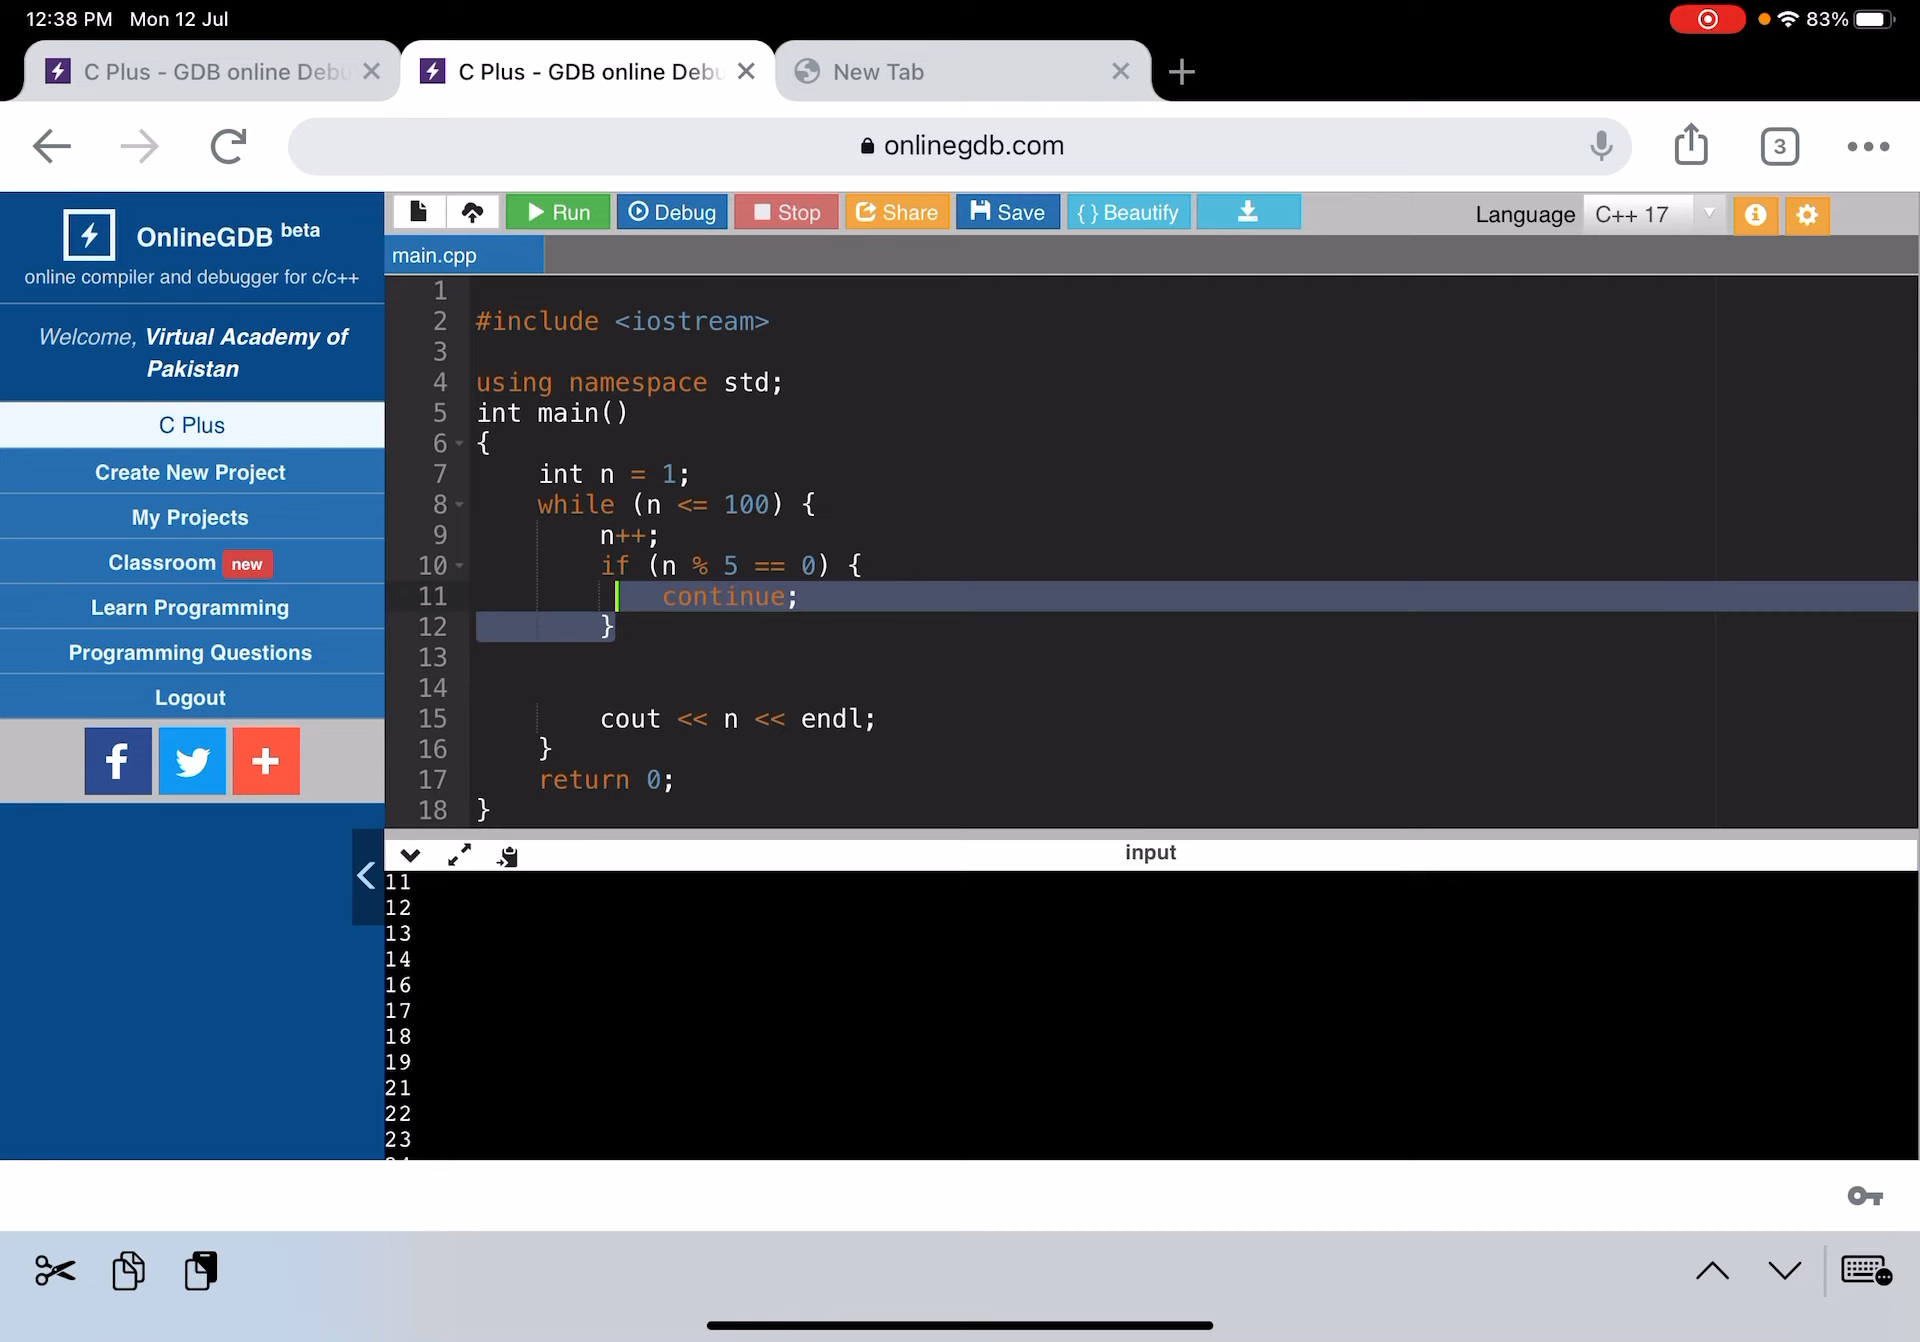 12:38 PM Mon 12 Jul
83%
C Plus - GDB online Debu
C Plus - GDB online Debu
New Tab
onlinegdb.com
3
OnlineGDB beta
online compiler and debugger for c/c++
Welcome, Virtual Academy of
Pakistan
C Plus
Create New Project
My Projects
Classroom new
Learn Programming
Programming Questions
Logout
Run
Debug
Stop
Share
Save
{ } Beautify
Language C++ 17
main.cpp
1
2 #include <iostream>
3
4 using namespace std;
5 int main()
6 {
7 int n = 1;
8 while (n <= 100) {
9 n++;
10 if (n % 5 == 0) {
11 continue;
12 }
13
14
15 cout << n << endl;
16 }
17 return 0;
18 }
input
11
12
13
14
16
17
18
19
21
22
23